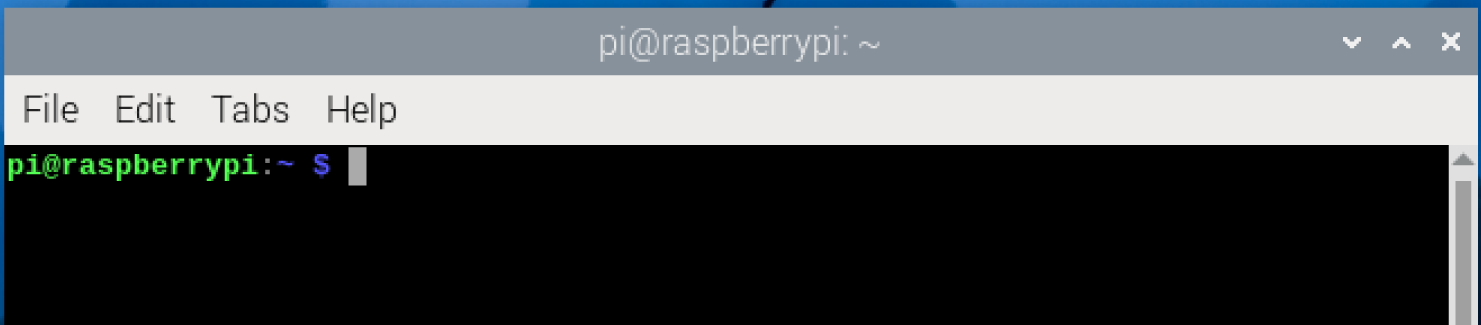 pi@raspberrypi: ~
File Edit Tabs Help
pi@raspberrypi:~ $